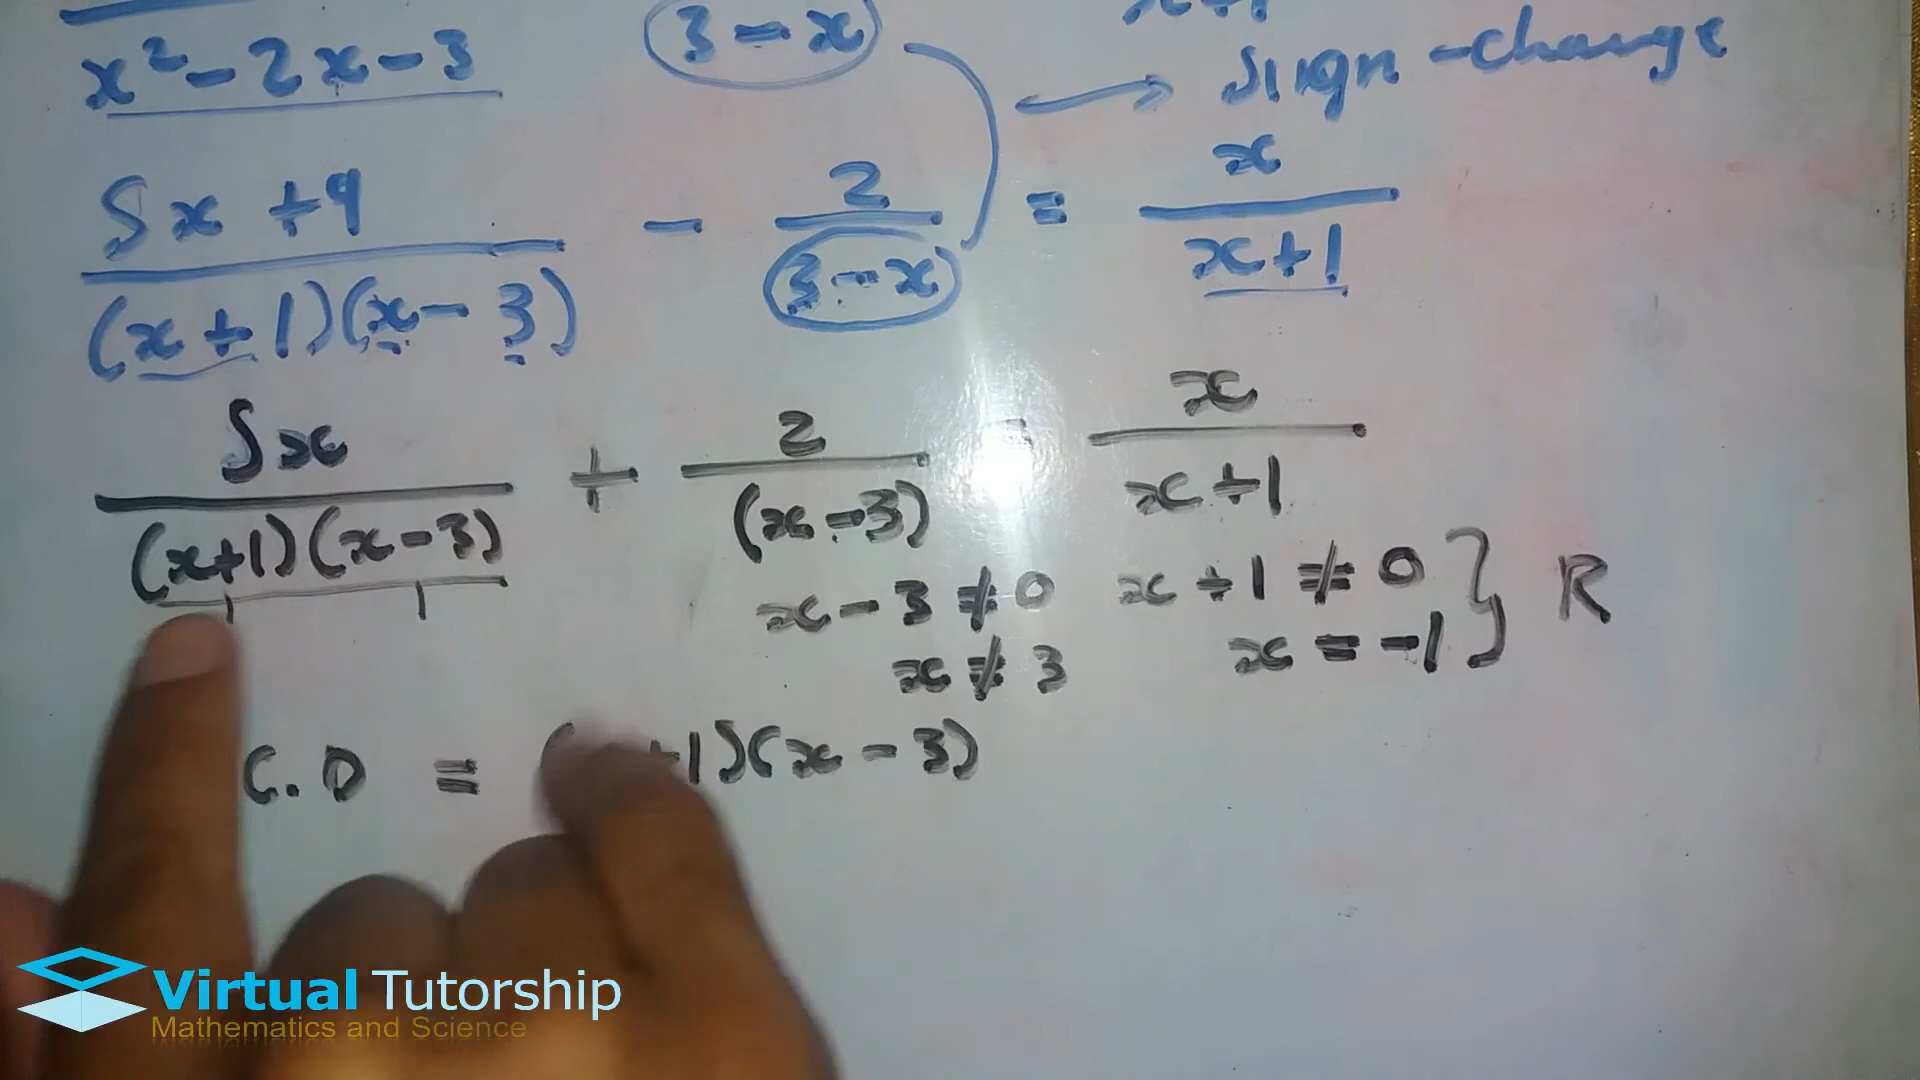 x² - 2x - 3 3 - x x+1
→ sign-change
5x + 9 / (x + 1)(x - 3) - 2 / (3 - x) = x / x+1
5x / (x+1)(x - 3) + 2 / (x - 3) = x / x+1
x - 3 ≠ 0 x + 1 ≠ 0 } R
x ≠ 3 x = -1
C.D = ( +1)(x - 3)
Virtual Tutorship
Mathematics and Science